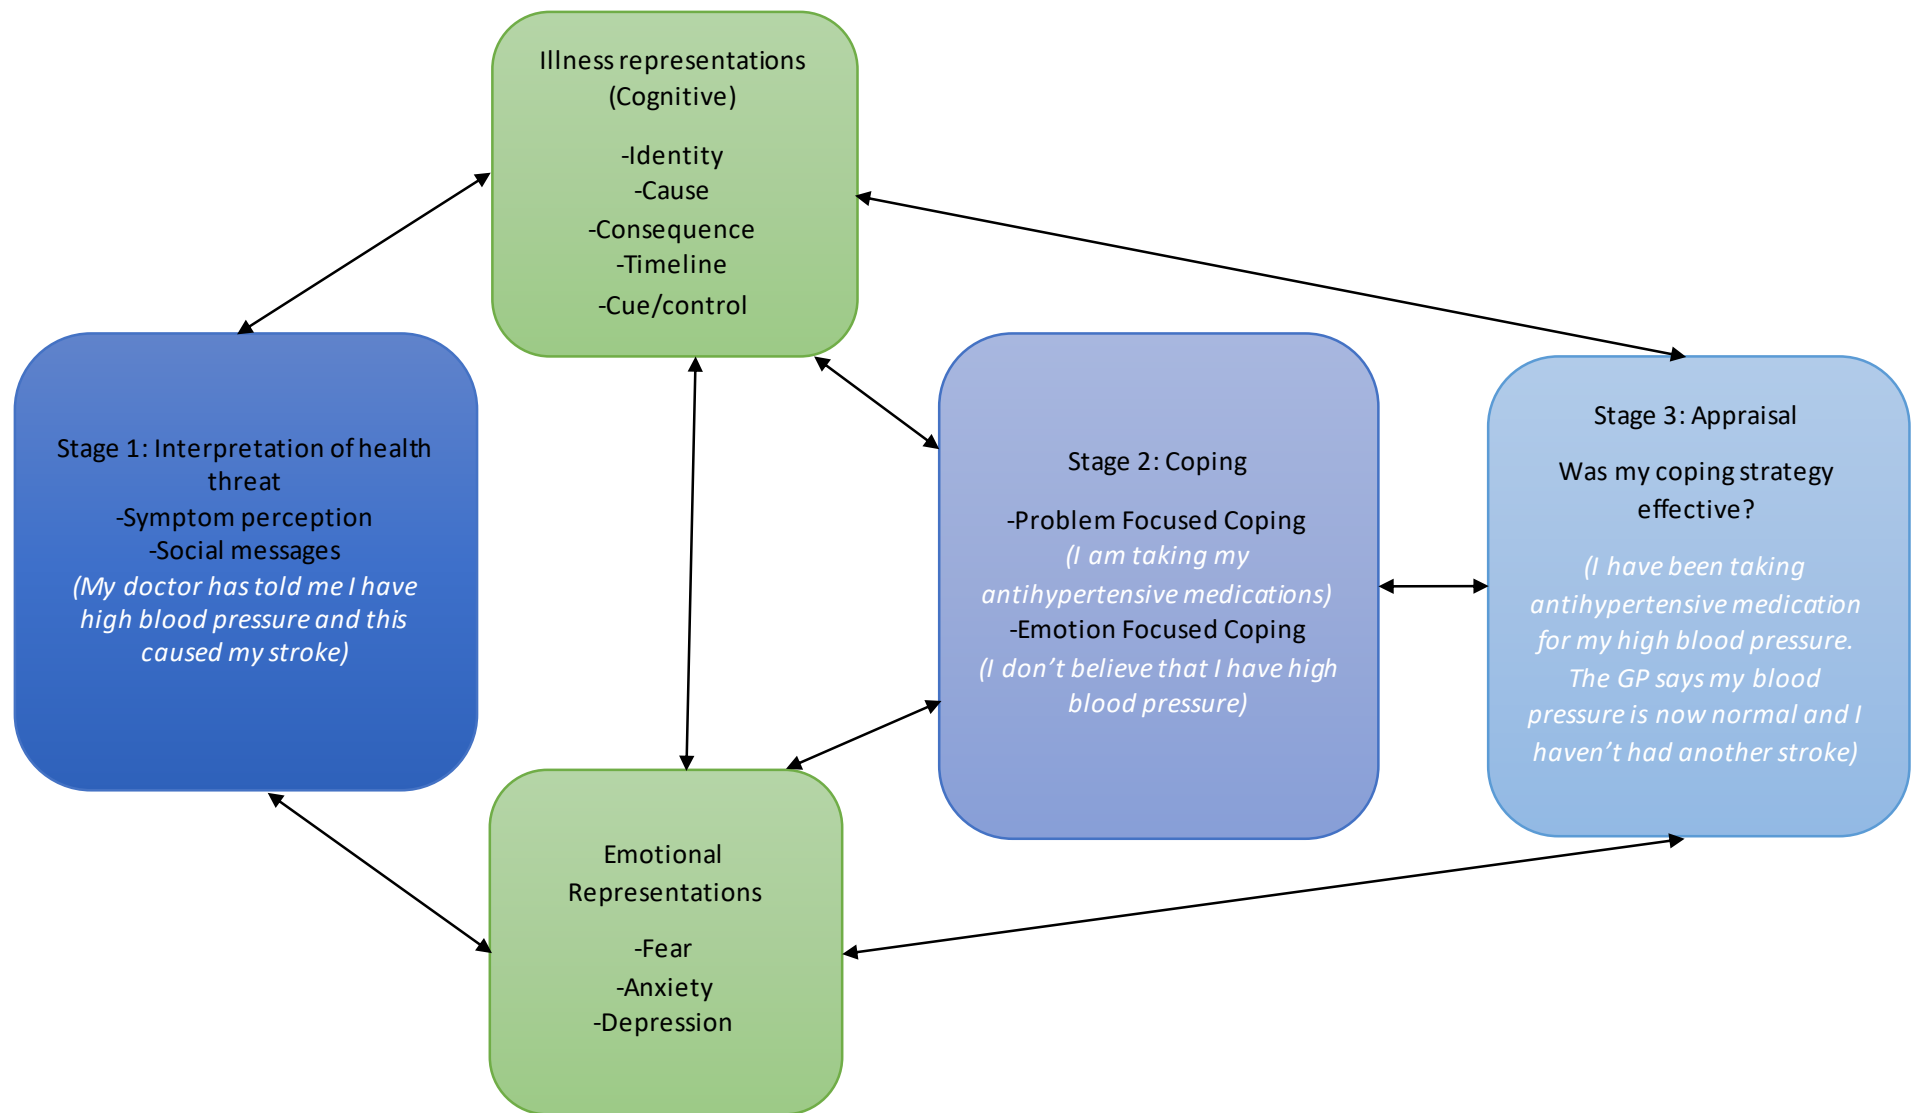 Illness representations
(Cognitive)
-Identity
-Cause
-Consequence
-Timeline
-Cue/control
Stage 1: Interpretation of health
threat
-Symptom perception
-Social messages
(My doctor has told me I have
high blood pressure and this
caused my stroke)
Stage 2: Coping
-Problem Focused Coping
(I am taking my
antihypertensive medications)
-Emotion Focused Coping
(I don’t believe that I have high
blood pressure)
Stage 3: Appraisal
Was my coping strategy
effective?
(I have been taking
antihypertensive medication
for my high blood pressure.
The GP says my blood
pressure is now normal and I
haven’t had another stroke)
Emotional
Representations
-Fear
-Anxiety
-Depression